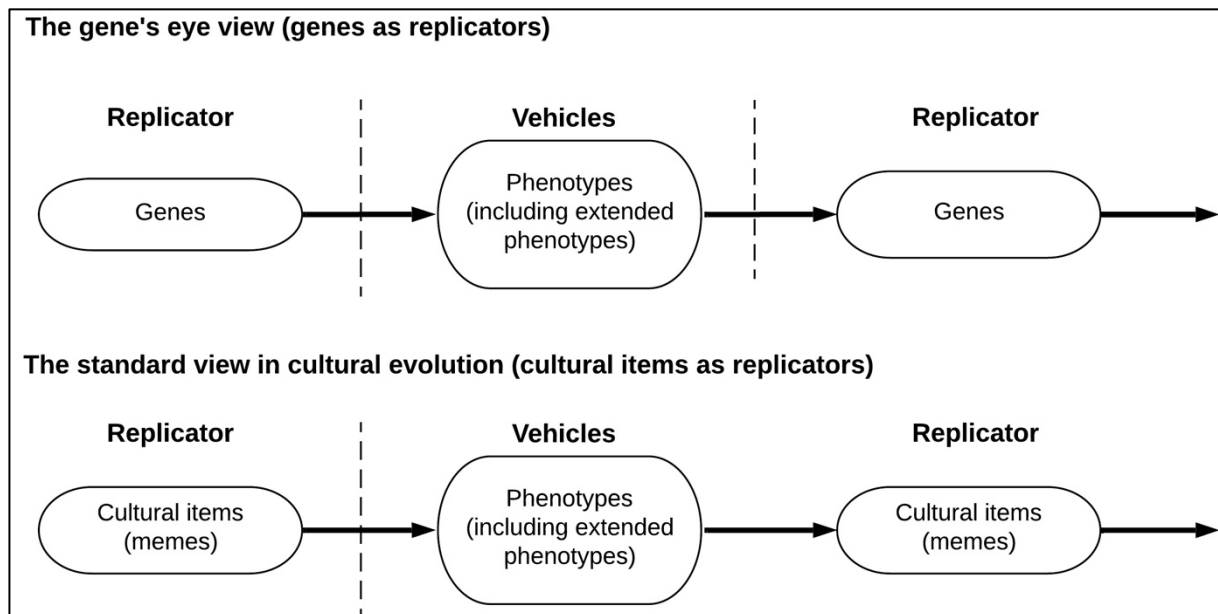 The gene's eye view (genes as replicators)
Replicator
Vehicles
Replicator
Genes
Phenotypes
(including extended
phenotypes)
Genes
The standard view in cultural evolution (cultural items as replicators)
Replicator
Vehicles
Replicator
Cultural items
(memes)
Phenotypes
(including extended
phenotypes)
Cultural items
(memes)